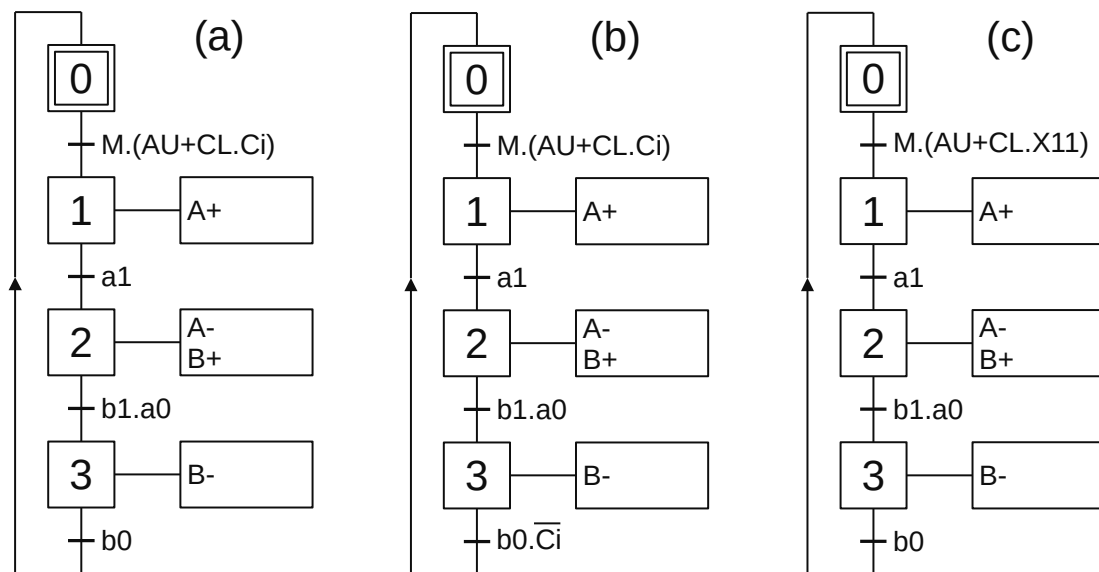 (a)
0
M.(AU+CL.Ci)
1
A+
a1
2
A-
B+
b1.a0
3
B-
b0
(b)
0
M.(AU+CL.Ci)
1
A+
a1
2
A-
B+
b1.a0
3
B-
b0.C̅i̅
(c)
0
M.(AU+CL.X11)
1
A+
a1
2
A-
B+
b1.a0
3
B-
b0